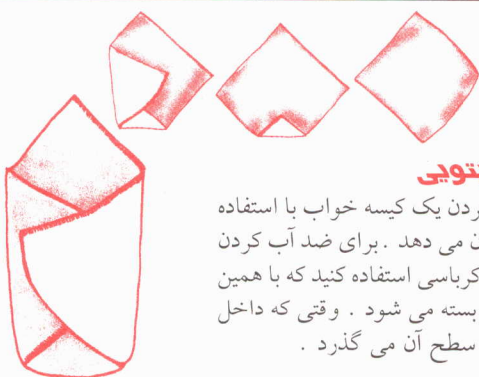 ردن یک کیسه خواب با استفاده
می دهد . برای ضد آب کردن
کرباسی استفاده کنید که با همین
بسته می شود . وقتی که داخل
سطح آن می گذرد .